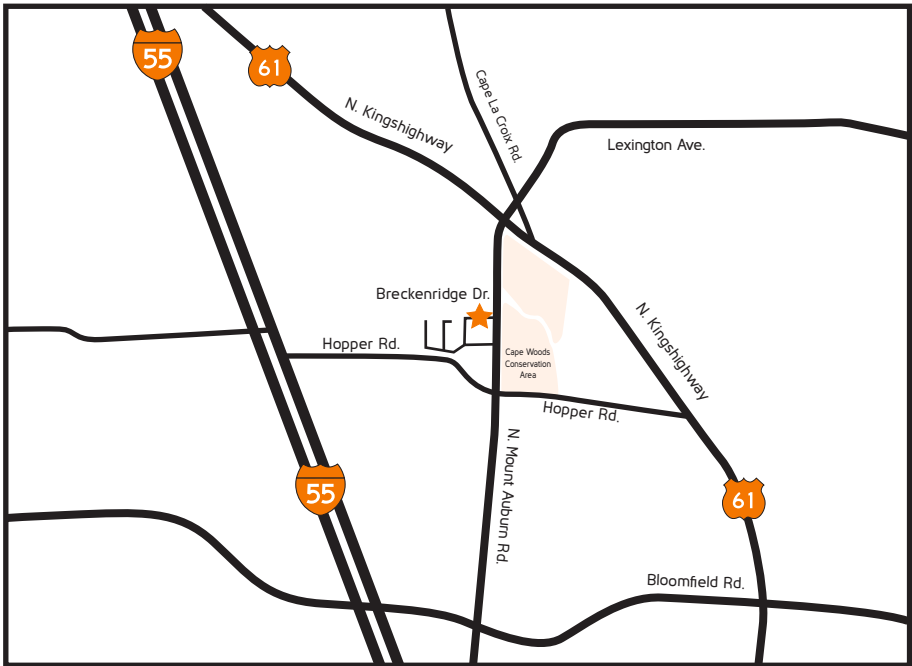 55
61
N. Kingshighway
Cape La Croix Rd.
Lexington Ave.
Breckenridge Dr.
Hopper Rd.
Cape Woods
Conservation
Area
N. Kingshighway
Hopper Rd.
N. Mount Auburn Rd.
55
61
Bloomfield Rd.